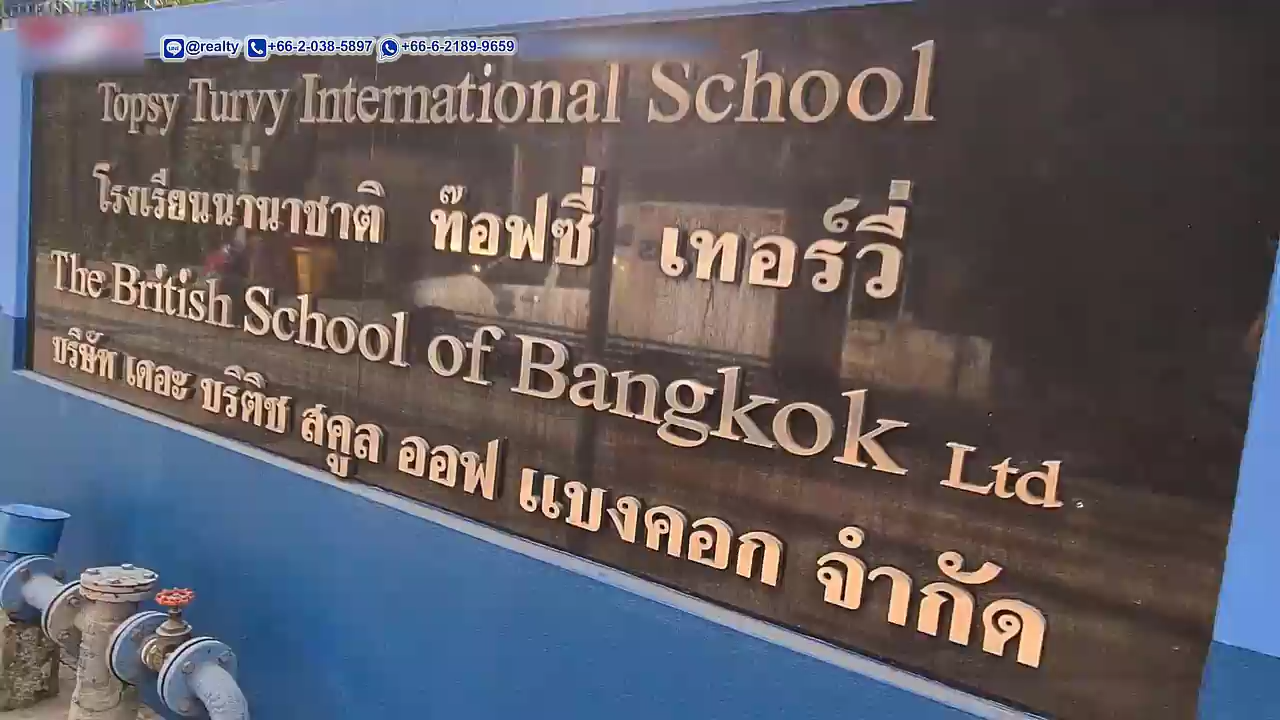 @realty +66-2-038-5897 +66-6-2189-9659
Topsy Turvy International School
โรงเรียนนานาชาติ ท๊อฟซี่ เทอร์วี่
The British School of Bangkok Ltd
บริษัท เดอะ บริติช สคูล ออฟ แบงคอก จำกัด